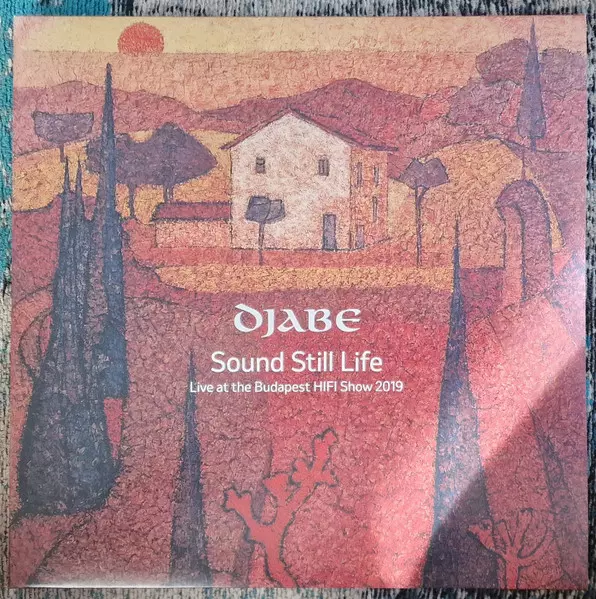 DJABE
Sound Still Life
Live at the Budapest HIFI Show 2019